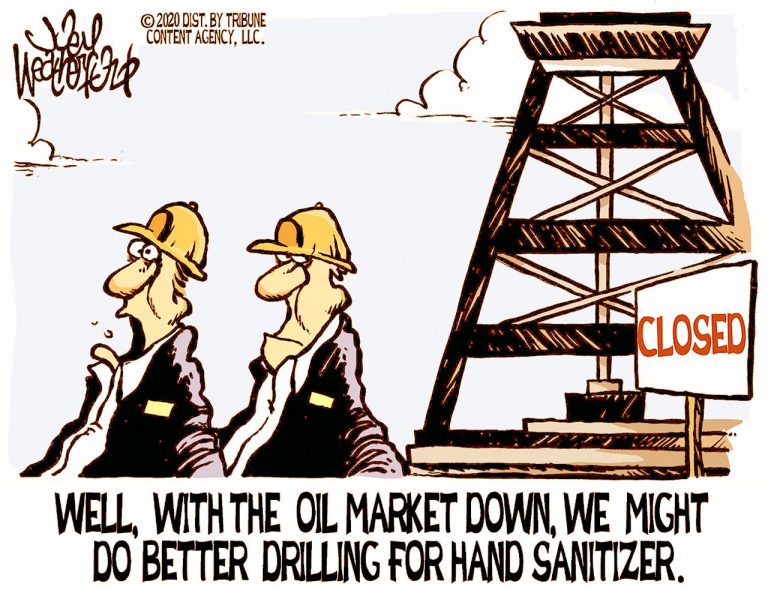 Joey
Weatherford
© 2020 DIST. BY TRIBUNE
CONTENT AGENCY, LLC.
CLOSED
WELL, WITH THE OIL MARKET DOWN, WE MIGHT
DO BETTER DRILLING FOR HAND SANITIZER.